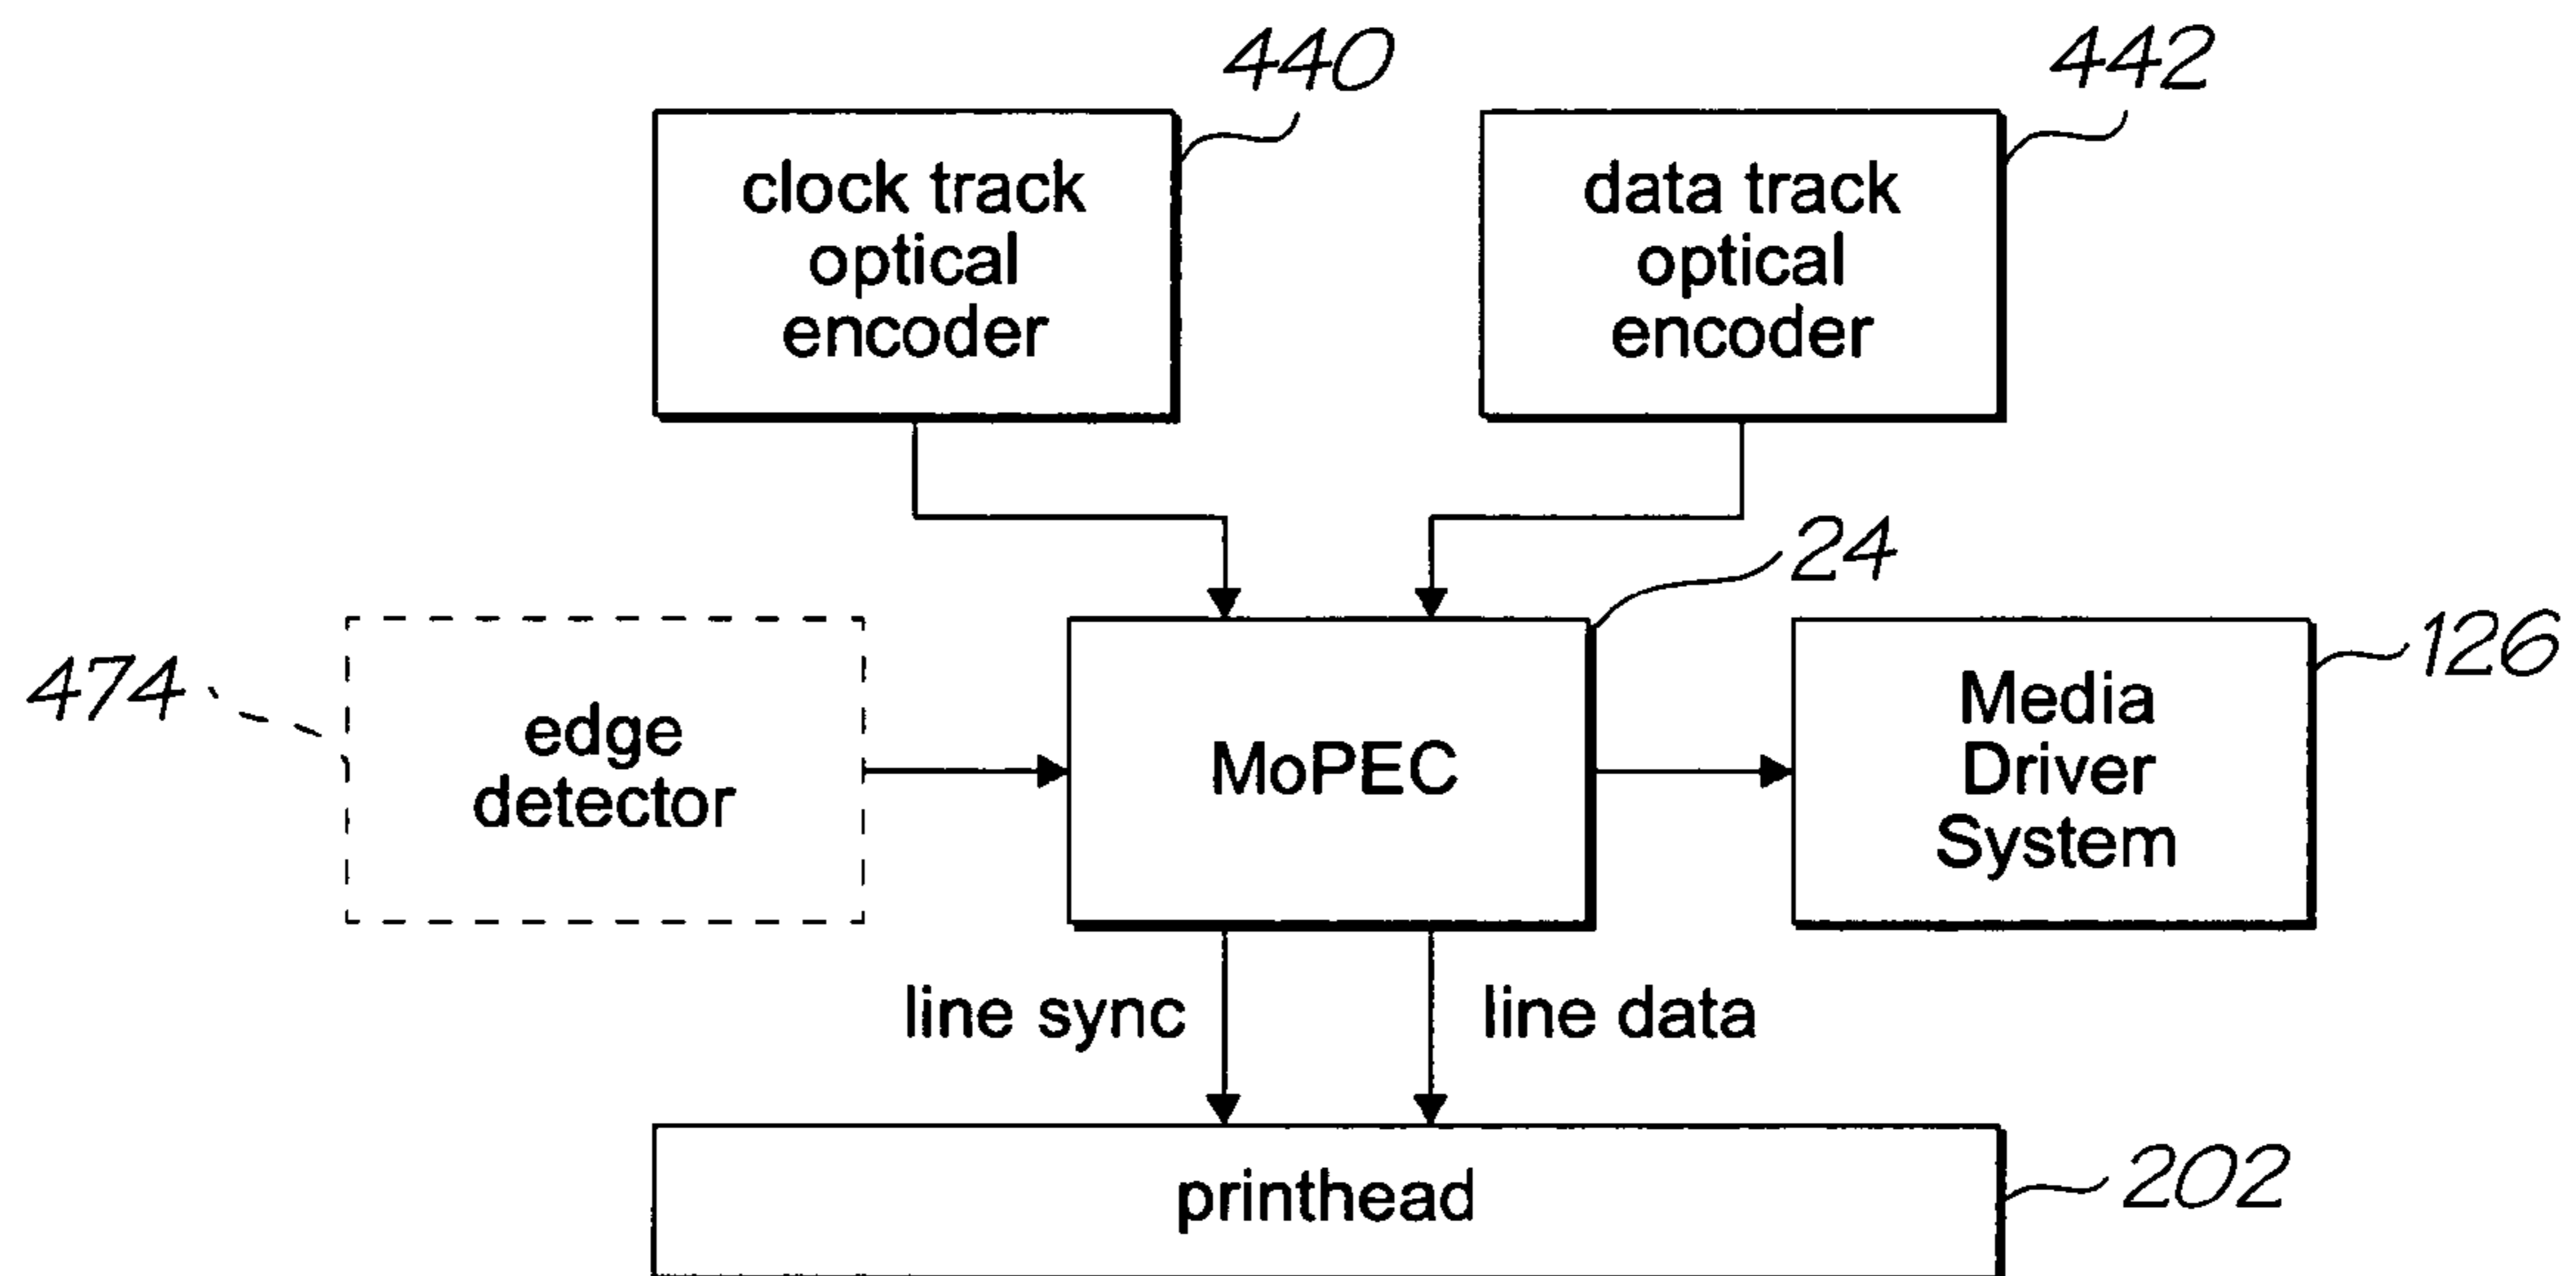 440
442
clock track
optical
encoder
data track
optical
encoder
24
474
edge
detector
MoPEC
Media
Driver
System
126
line sync
line data
printhead
202